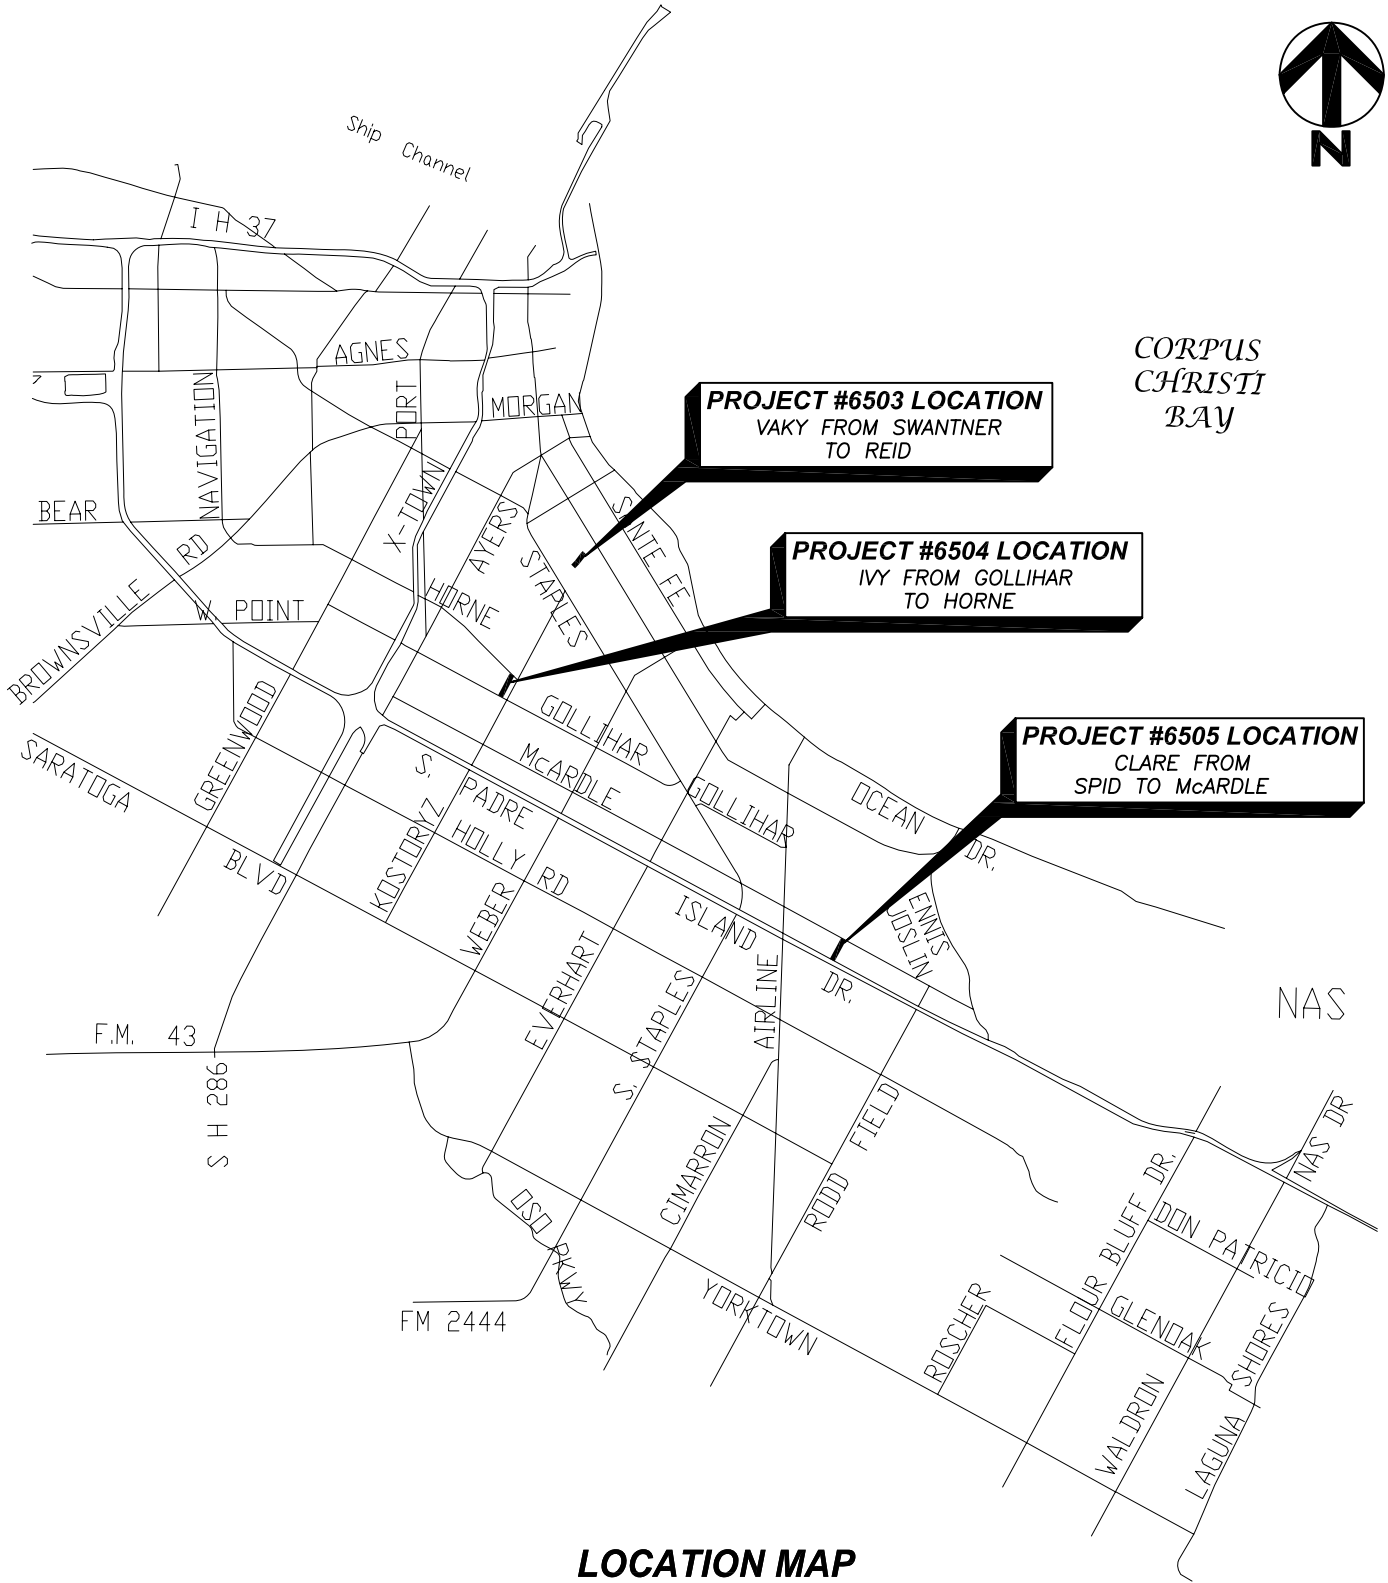 N
Ship Channel
I H 37
CORPUS
CHRISTI
BAY
AGNES
NAVIGATION
PORT
MORGAN
PROJECT #6503 LOCATION
VAKY FROM SWANTNER
TO REID
BEAR
X-TOWN
AYERS
STAPLES
SANTE FE
BROWNSVILLE RD
W. POINT
HORNE
PROJECT #6504 LOCATION
IVY FROM GOLLIHAR
TO HORNE
GREENWOOD
GOLLIHAR
McARDLE
GOLLIHAR
PROJECT #6505 LOCATION
CLARE FROM
SPID TO McARDLE
SARATOGA BLVD
S. PADRE ISLAND DR.
KOSTORYZ
HOLLY RD
OCEAN DR.
WEBER
ENNIS
JOSLIN
EVERHART
S. STAPLES
AIRLINE
NAS
F.M. 43
S H 286
CIMARRON
RODD FIELD
NAS DR
OSO PKWY
FLOUR BLUFF DR.
DON PATRICIO
FM 2444
YORKTOWN
ROSCHER
GLENOAK
WALDRON
LAGUNA SHORES
LOCATION MAP